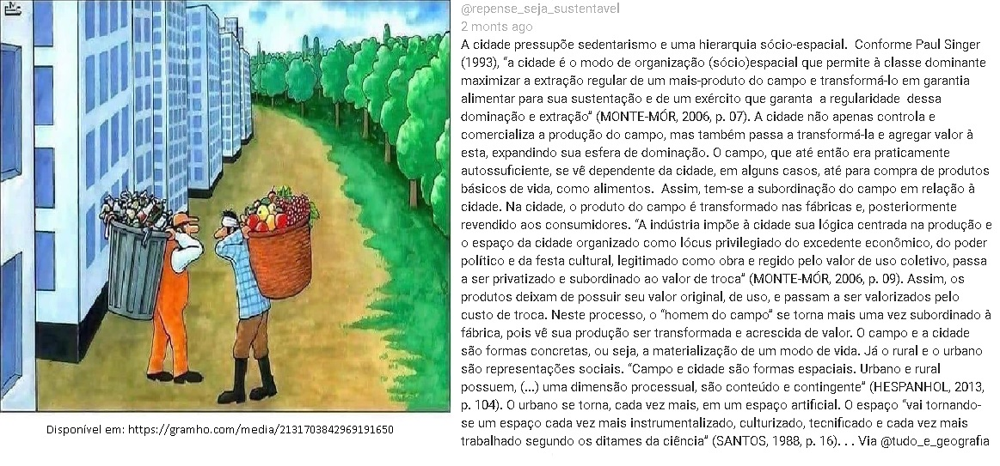 @repense_seja_sustentavel
2 monts ago
A cidade pressupõe sedentarismo e uma hierarquia sócio-espacial.  Conforme Paul Singer
(1993), “a cidade é o modo de organização (sócio)espacial que permite à classe dominante
maximizar a extração regular de um mais-produto do campo e transformá-lo em garantia
alimentar para sua sustentação e de um exército que garanta  a regularidade  dessa
dominação e extração” (MONTE-MÓR, 2006, p. 07). A cidade não apenas controla e
comercializa a produção do campo, mas também passa a transformá-la e agregar valor à
esta, expandindo sua esfera de dominação. O campo, que até então era praticamente
autossuficiente, se vê dependente da cidade, em alguns casos, até para compra de produtos
básicos de vida, como alimentos.  Assim, tem-se a subordinação do campo em relação à
cidade. Na cidade, o produto do campo é transformado nas fábricas e, posteriormente
revendido aos consumidores. “A indústria impõe à cidade sua lógica centrada na produção e
o espaço da cidade organizado como lócus privilegiado do excedente econômico, do poder
político e da festa cultural, legitimado como obra e regido pelo valor de uso coletivo, passa
a ser privatizado e subordinado ao valor de troca” (MONTE-MÓR, 2006, p. 09). Assim, os
produtos deixam de possuir seu valor original, de uso, e passam a ser valorizados pelo
custo de troca. Neste processo, o “homem do campo” se torna mais uma vez subordinado à
fábrica, pois vê sua produção ser transformada e acrescida de valor. O campo e a cidade
são formas concretas, ou seja, a materialização de um modo de vida. Já o rural e o urbano
são representações sociais. “Campo e cidade são formas espaciais. Urbano e rural
possuem, (...) uma dimensão processual, são conteúdo e contingente” (HESPANHOL, 2013,
p. 104). O urbano se torna, cada vez mais, em um espaço artificial. O espaço “vai tornando-
se um espaço cada vez mais instrumentalizado, culturizado, tecnificado e cada vez mais
trabalhado segundo os ditames da ciência” (SANTOS, 1988, p. 16). . . Via @tudo_e_geografia
Disponível em: https://gramho.com/media/2131703842969191650